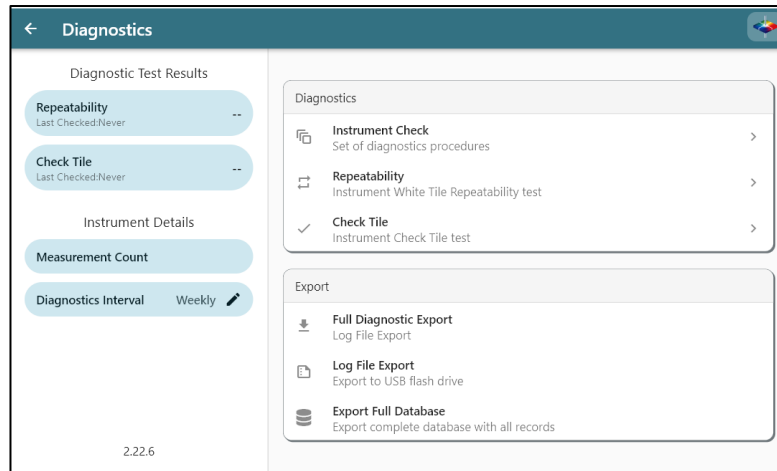 Diagnostics
Diagnostic Test Results
Repeatability
Last Checked:Never
--
Check Tile
Last Checked:Never
--
Instrument Details
Measurement Count
Diagnostics Interval Weekly
2.22.6
Diagnostics
Instrument Check
Set of diagnostics procedures
Repeatability
Instrument White Tile Repeatability test
Check Tile
Instrument Check Tile test
Export
Full Diagnostic Export
Log File Export
Log File Export
Export to USB flash drive
Export Full Database
Export complete database with all records